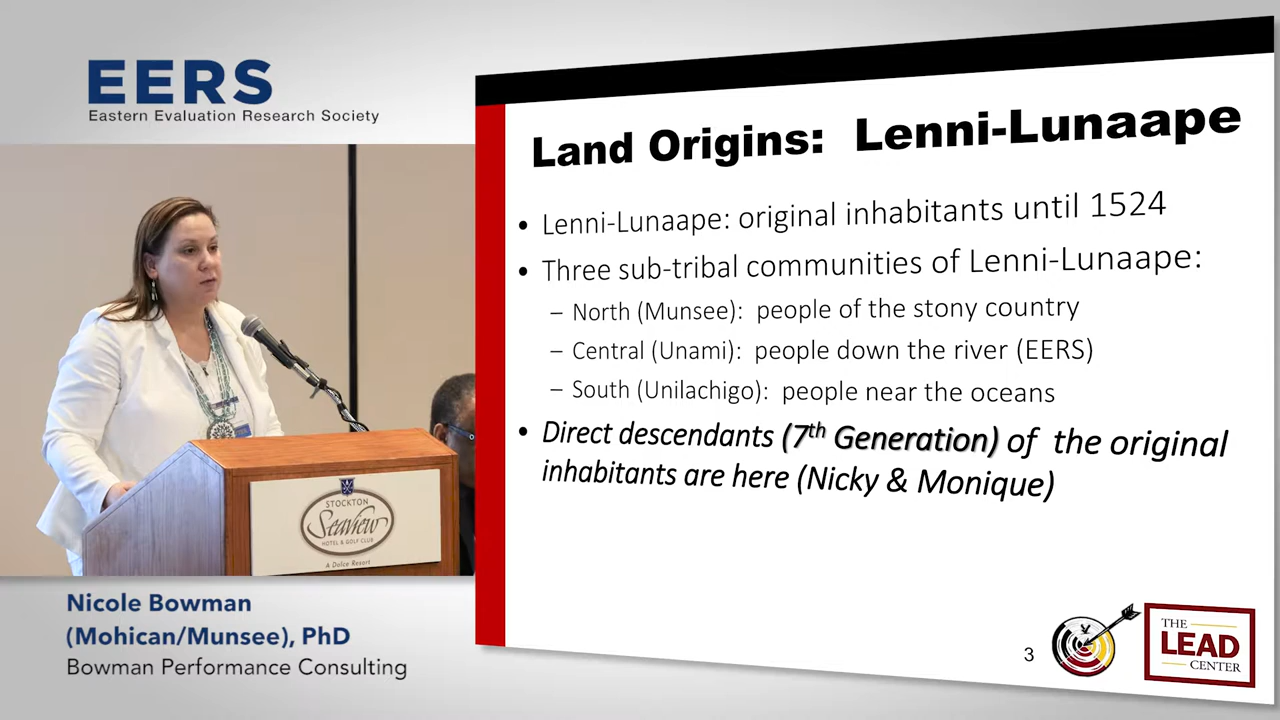 EERS
Eastern Evaluation Research Society
Land Origins: Lenni-Lunaape
• Lenni-Lunaape: original inhabitants until 1524
• Three sub-tribal communities of Lenni-Lunaape:
– North (Munsee): people of the stony country
– Central (Unami): people down the river (EERS)
– South (Unilachigo): people near the oceans
• Direct descendants (7th Generation) of the original
inhabitants are here (Nicky & Monique)
STOCKTON
Seaview
HOTEL & GOLF CLUB
A Dolce Resort
Nicole Bowman
(Mohican/Munsee), PhD
Bowman Performance Consulting
3
THE
LEAD
CENTER